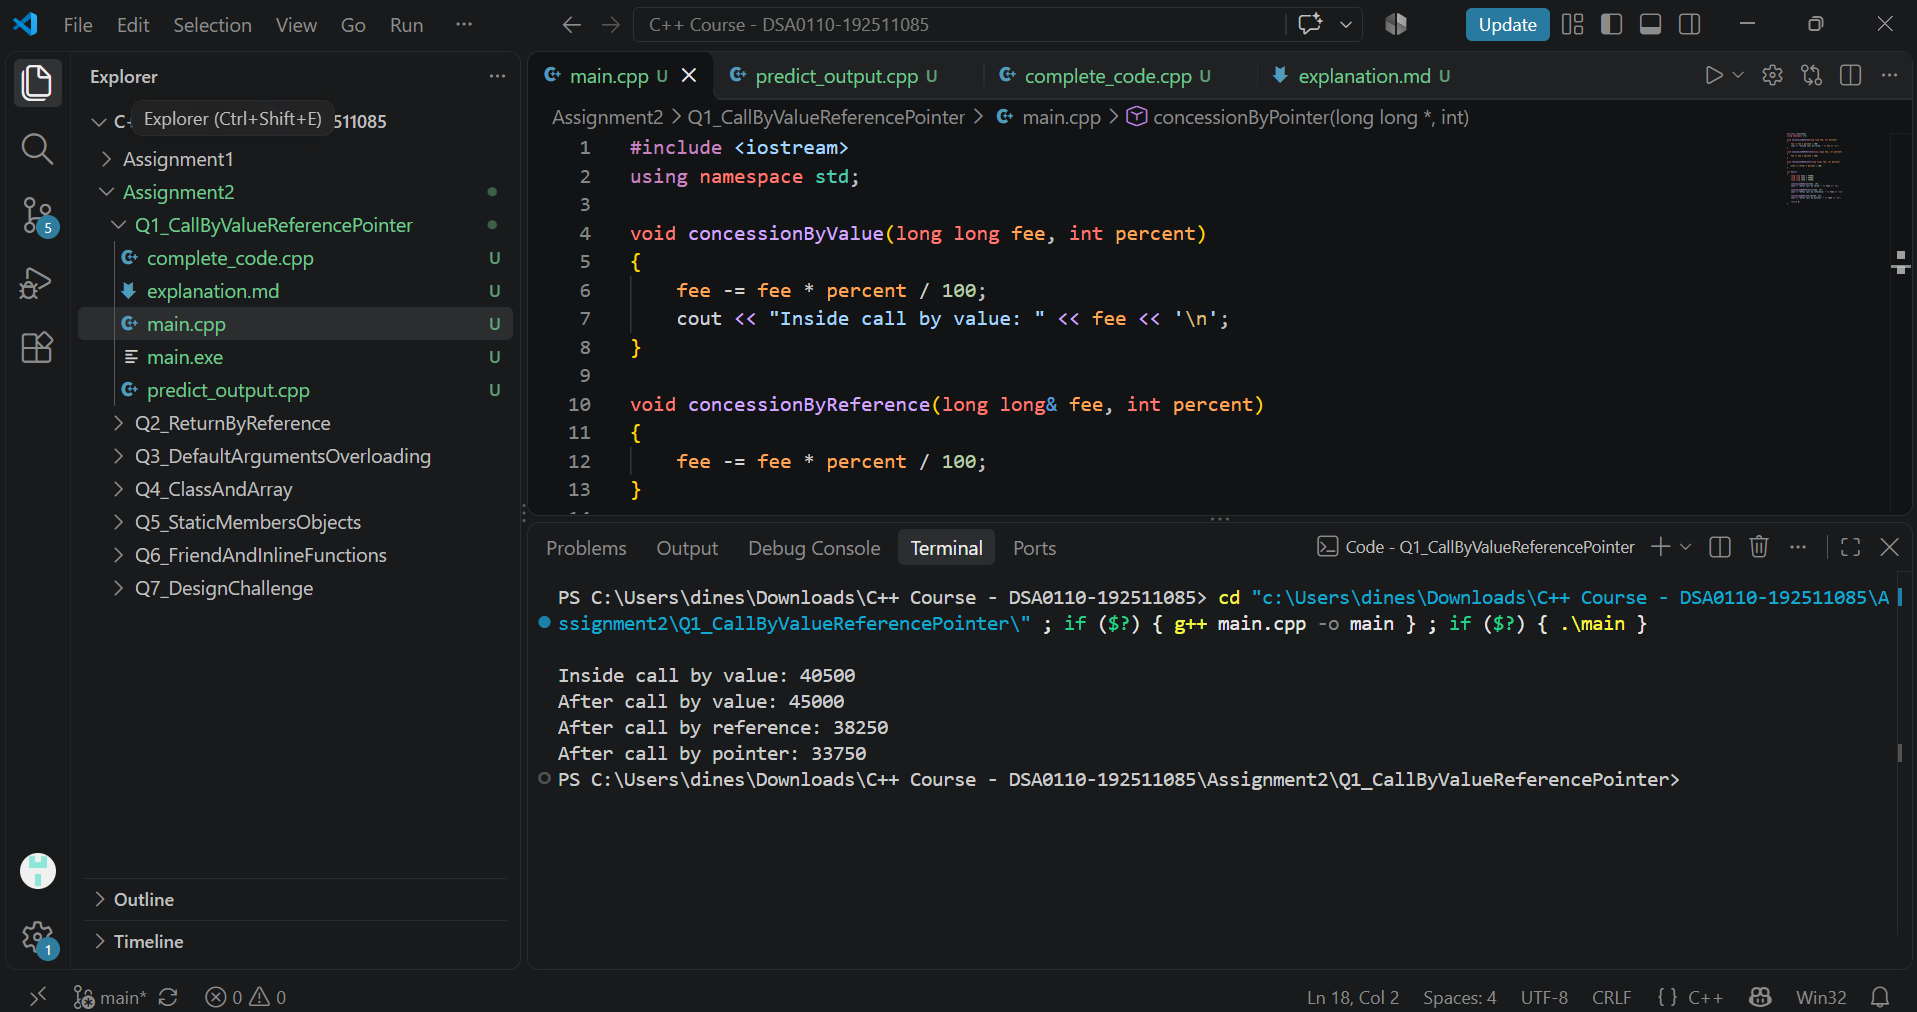 File Edit Selection View Go Run ...
C++ Course - DSA0110-192511085
Update
Explorer
Explorer (Ctrl+Shift+E)
C+ 511085
Assignment1
Assignment2
Q1_CallByValueReferencePointer
complete_code.cpp U
explanation.md U
main.cpp U
main.exe U
predict_output.cpp U
Q2_ReturnByReference
Q3_DefaultArgumentsOverloading
Q4_ClassAndArray
Q5_StaticMembersObjects
Q6_FriendAndInlineFunctions
Q7_DesignChallenge
Outline
Timeline
5
1
main.cpp U predict_output.cpp U complete_code.cpp U explanation.md U
Assignment2 > Q1_CallByValueReferencePointer > main.cpp > concessionByPointer(long long *, int)
1 #include <iostream>
2 using namespace std;
3
4 void concessionByValue(long long fee, int percent)
5 {
6 fee -= fee * percent / 100;
7 cout << "Inside call by value: " << fee << '\n';
8 }
9
10 void concessionByReference(long long& fee, int percent)
11 {
12 fee -= fee * percent / 100;
13 }
Problems Output Debug Console Terminal Ports
Code - Q1_CallByValueReferencePointer
PS C:\Users\dines\Downloads\C++ Course - DSA0110-192511085> cd "c:\Users\dines\Downloads\C++ Course - DSA0110-192511085\A
ssignment2\Q1_CallByValueReferencePointer\" ; if ($?) { g++ main.cpp -o main } ; if ($?) { .\main }
Inside call by value: 40500
After call by value: 45000
After call by reference: 38250
After call by pointer: 33750
PS C:\Users\dines\Downloads\C++ Course - DSA0110-192511085\Assignment2\Q1_CallByValueReferencePointer>
main* 0 0
Ln 18, Col 2 Spaces: 4 UTF-8 CRLF {} C++ Win32